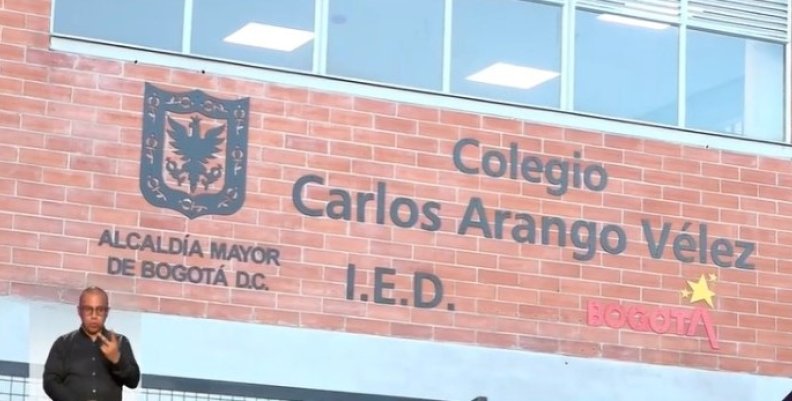 ALCALDÍA MAYOR
DE BOGOTÁ D.C.
Colegio
Carlos Arango Vélez
I.E.D.
BOGOTÁ